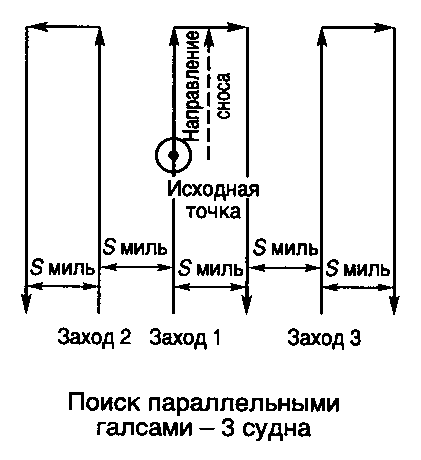 Направление
сноса
Исходная
точка
S миль
S миль
S миль
S миль
S миль
Заход 2
Заход 1
Заход 3
Поиск параллельными
галсами – 3 судна